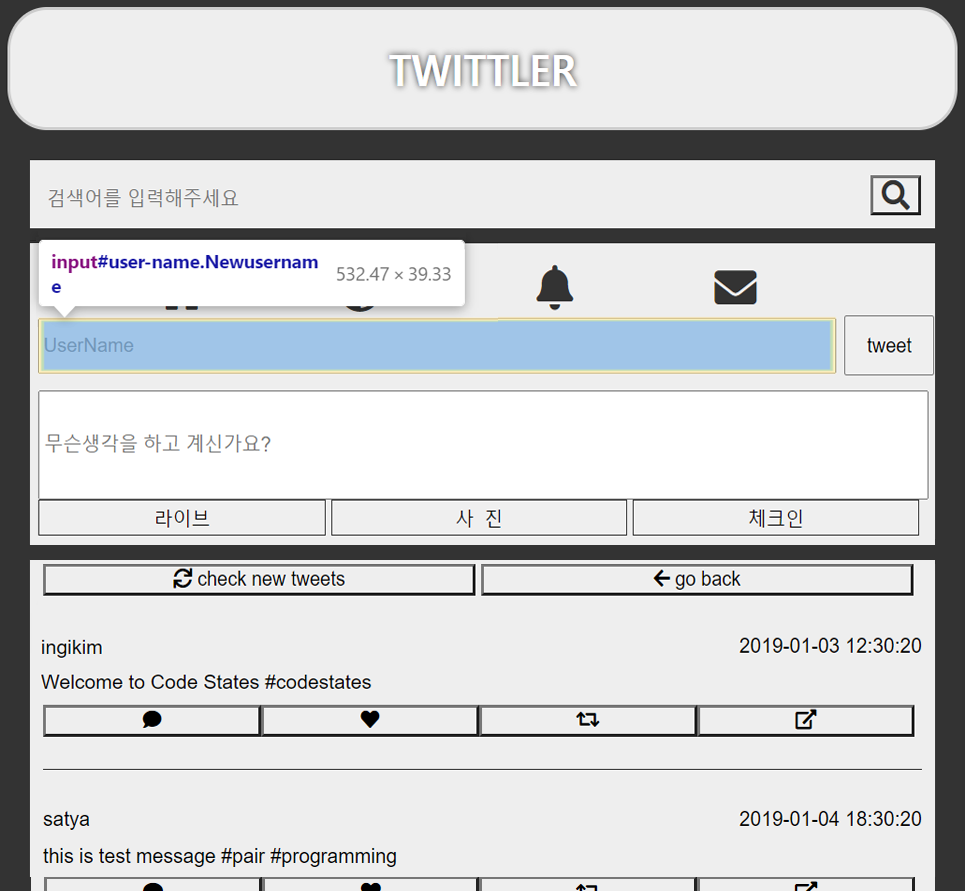 TWITTLER
검색어를 입력해주세요
input#user-name.Newusernam
e
532.47 × 39.33
UserName
tweet
무슨생각을 하고 계신가요?
라이브 사 진 체크인
check new tweets go back
ingikim 2019-01-03 12:30:20
Welcome to Code States #codestates
satya 2019-01-04 18:30:20
this is test message #pair #programming